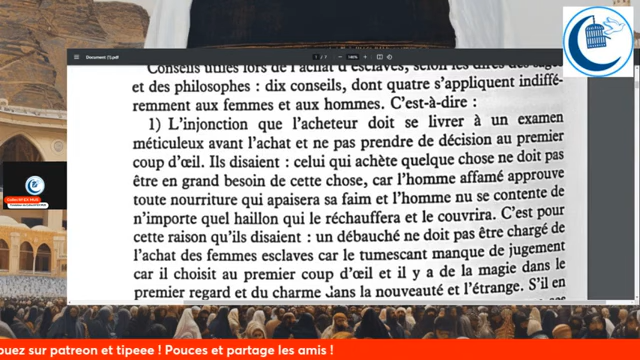 Document (1).pdf
Conseils utiles lors de l'achat d'esclaves, selon les dires des sages
et des philosophes : dix conseils, dont quatre s'appliquent indiffé-
remment aux femmes et aux hommes. C'est-à-dire :
1) L'injonction que l'acheteur doit se livrer à un examen
méticuleux avant l'achat et ne pas prendre de décision au premier
coup d'œil. Ils disaient : celui qui achète quelque chose ne doit pas
être en grand besoin de cette chose, car l'homme affamé approuve
toute nourriture qui apaisera sa faim et l'homme nu se contente de
n'importe quel haillon qui le réchauffera et le couvrira. C'est pour
cette raison qu'ils disaient : un débauché ne doit pas être chargé de
l'achat des femmes esclaves car le tumescant manque de jugement
car il choisit au premier coup d'œil et il y a de la magie dans le
premier regard et du charme dans la nouveauté et l'étrange. S'il en
ouez sur patreon et tipeee ! Pouces et partage les amis !